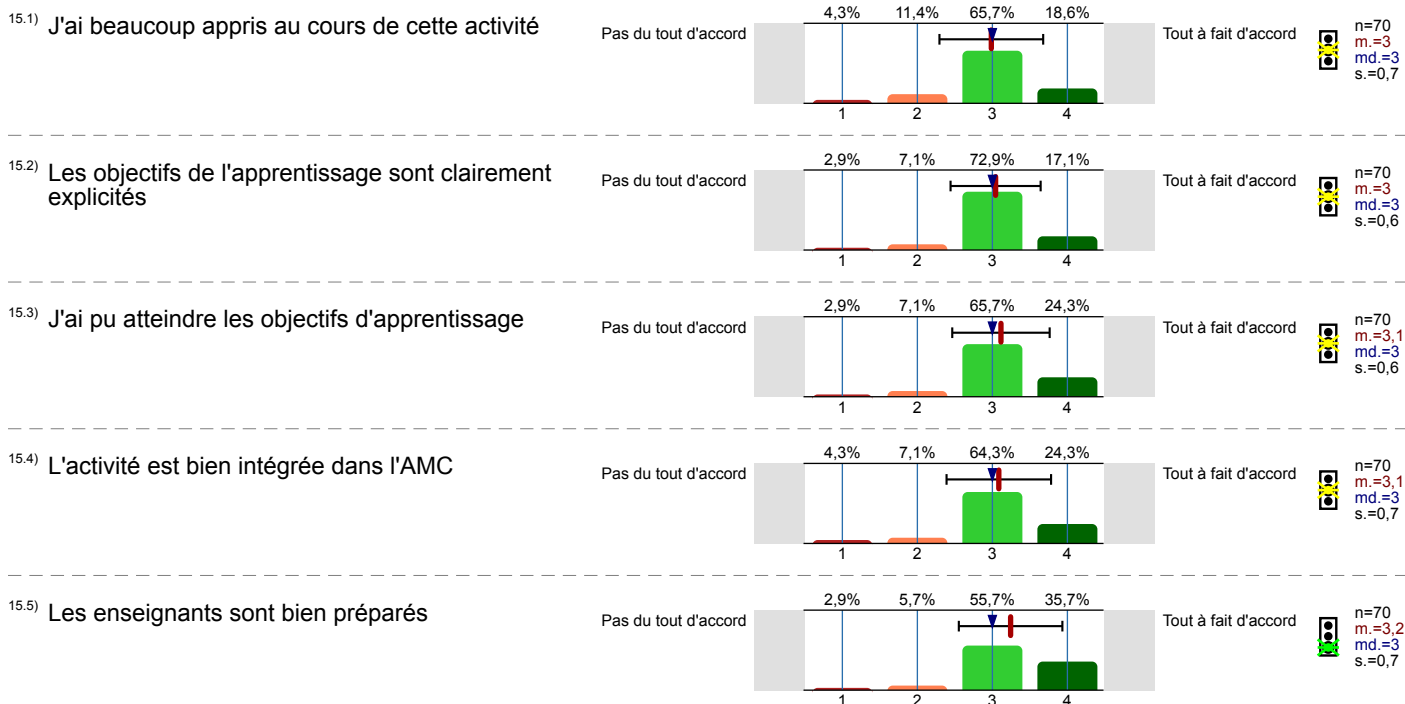 15.1) J'ai beaucoup appris au cours de cette activité
Pas du tout d'accord
4,3% 11,4% 65,7% 18,6%
1 2 3 4
Tout à fait d'accord
n=70
m.=3
md.=3
s.=0,7
15.2) Les objectifs de l'apprentissage sont clairement
explicités
Pas du tout d'accord
2,9% 7,1% 72,9% 17,1%
1 2 3 4
Tout à fait d'accord
n=70
m.=3
md.=3
s.=0,6
15.3) J'ai pu atteindre les objectifs d'apprentissage
Pas du tout d'accord
2,9% 7,1% 65,7% 24,3%
1 2 3 4
Tout à fait d'accord
n=70
m.=3,1
md.=3
s.=0,6
15.4) L'activité est bien intégrée dans l'AMC
Pas du tout d'accord
4,3% 7,1% 64,3% 24,3%
1 2 3 4
Tout à fait d'accord
n=70
m.=3,1
md.=3
s.=0,7
15.5) Les enseignants sont bien préparés
Pas du tout d'accord
2,9% 5,7% 55,7% 35,7%
1 2 3 4
Tout à fait d'accord
n=70
m.=3,2
md.=3
s.=0,7